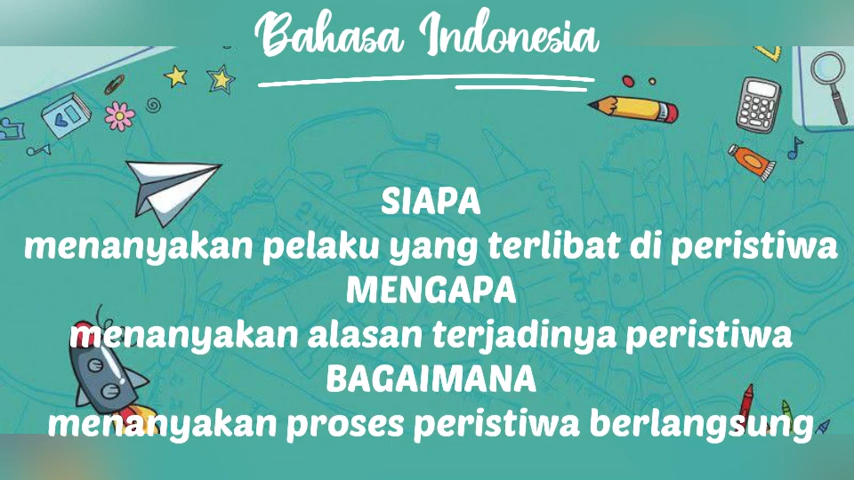 Bahasa Indonesia
SIAPA
menanyakan pelaku yang terlibat di peristiwa
MENGAPA
menanyakan alasan terjadinya peristiwa
BAGAIMANA
menanyakan proses peristiwa berlangsung